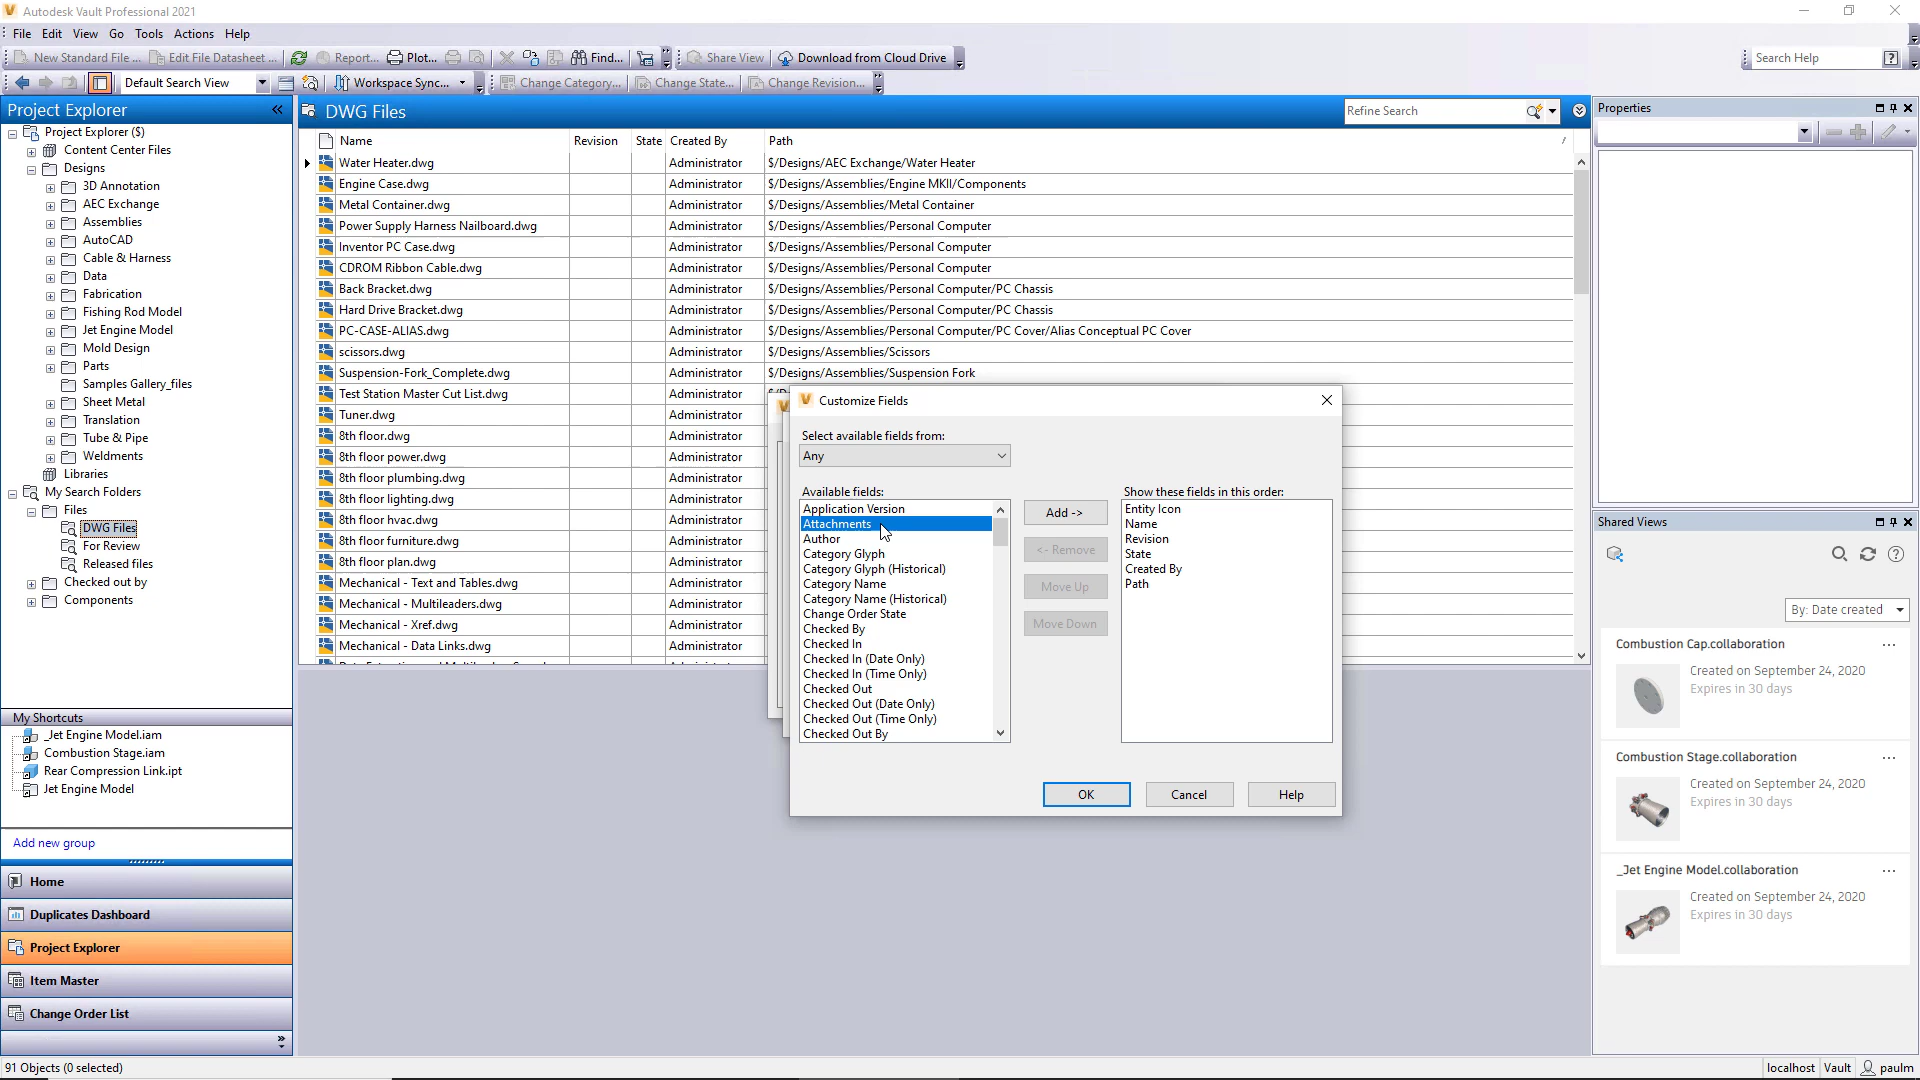 Autodesk Vault Professional 2021
File Edit View Go Tools Actions Help
New Standard File ... Edit File Datasheet ... Report... Plot... Find... Share View Download from Cloud Drive Search Help
Default Search View Workspace Sync... Change Category... Change State... Change Revision...
Project Explorer
Project Explorer ($)
Content Center Files
Designs
3D Annotation
AEC Exchange
Assemblies
AutoCAD
Cable & Harness
Data
Fabrication
Fishing Rod Model
Jet Engine Model
Mold Design
Parts
Samples Gallery_files
Sheet Metal
Translation
Tube & Pipe
Weldments
Libraries
My Search Folders
Files
DWG Files
For Review
Released files
Checked out by
Components
My Shortcuts
_Jet Engine Model.iam
Combustion Stage.iam
Rear Compression Link.ipt
Jet Engine Model
Add new group
Home
Duplicates Dashboard
Project Explorer
Item Master
Change Order List
DWG Files Refine Search
Name Revision State Created By Path
Water Heater.dwg Administrator $/Designs/AEC Exchange/Water Heater
Engine Case.dwg Administrator $/Designs/Assemblies/Engine MKII/Components
Metal Container.dwg Administrator $/Designs/Assemblies/Metal Container
Power Supply Harness Nailboard.dwg Administrator $/Designs/Assemblies/Personal Computer
Inventor PC Case.dwg Administrator $/Designs/Assemblies/Personal Computer
CDROM Ribbon Cable.dwg Administrator $/Designs/Assemblies/Personal Computer
Back Bracket.dwg Administrator $/Designs/Assemblies/Personal Computer/PC Chassis
Hard Drive Bracket.dwg Administrator $/Designs/Assemblies/Personal Computer/PC Chassis
PC-CASE-ALIAS.dwg Administrator $/Designs/Assemblies/Personal Computer/PC Cover/Alias Conceptual PC Cover
scissors.dwg Administrator $/Designs/Assemblies/Scissors
Suspension-Fork_Complete.dwg Administrator $/Designs/Assemblies/Suspension Fork
Test Station Master Cut List.dwg Administrator
Tuner.dwg Administrator
8th floor.dwg Administrator
8th floor power.dwg Administrator
8th floor plumbing.dwg Administrator
8th floor lighting.dwg Administrator
8th floor hvac.dwg Administrator
8th floor furniture.dwg Administrator
8th floor plan.dwg Administrator
Mechanical - Text and Tables.dwg Administrator
Mechanical - Multileaders.dwg Administrator
Mechanical - Xref.dwg Administrator
Mechanical - Data Links.dwg Administrator
Customize Fields
Select available fields from:
Any
Available fields:
Application Version
Attachments
Author
Category Glyph
Category Glyph (Historical)
Category Name
Category Name (Historical)
Change Order State
Checked By
Checked In
Checked In (Date Only)
Checked In (Time Only)
Checked Out
Checked Out (Date Only)
Checked Out (Time Only)
Checked Out By
Add ->
<- Remove
Move Up
Move Down
Show these fields in this order:
Entity Icon
Name
Revision
State
Created By
Path
OK Cancel Help
Properties
Shared Views
By: Date created
Combustion Cap.collaboration
Created on September 24, 2020
Expires in 30 days
Combustion Stage.collaboration
Created on September 24, 2020
Expires in 30 days
_Jet Engine Model.collaboration
Created on September 24, 2020
Expires in 30 days
91 Objects (0 selected) localhost Vault paulm